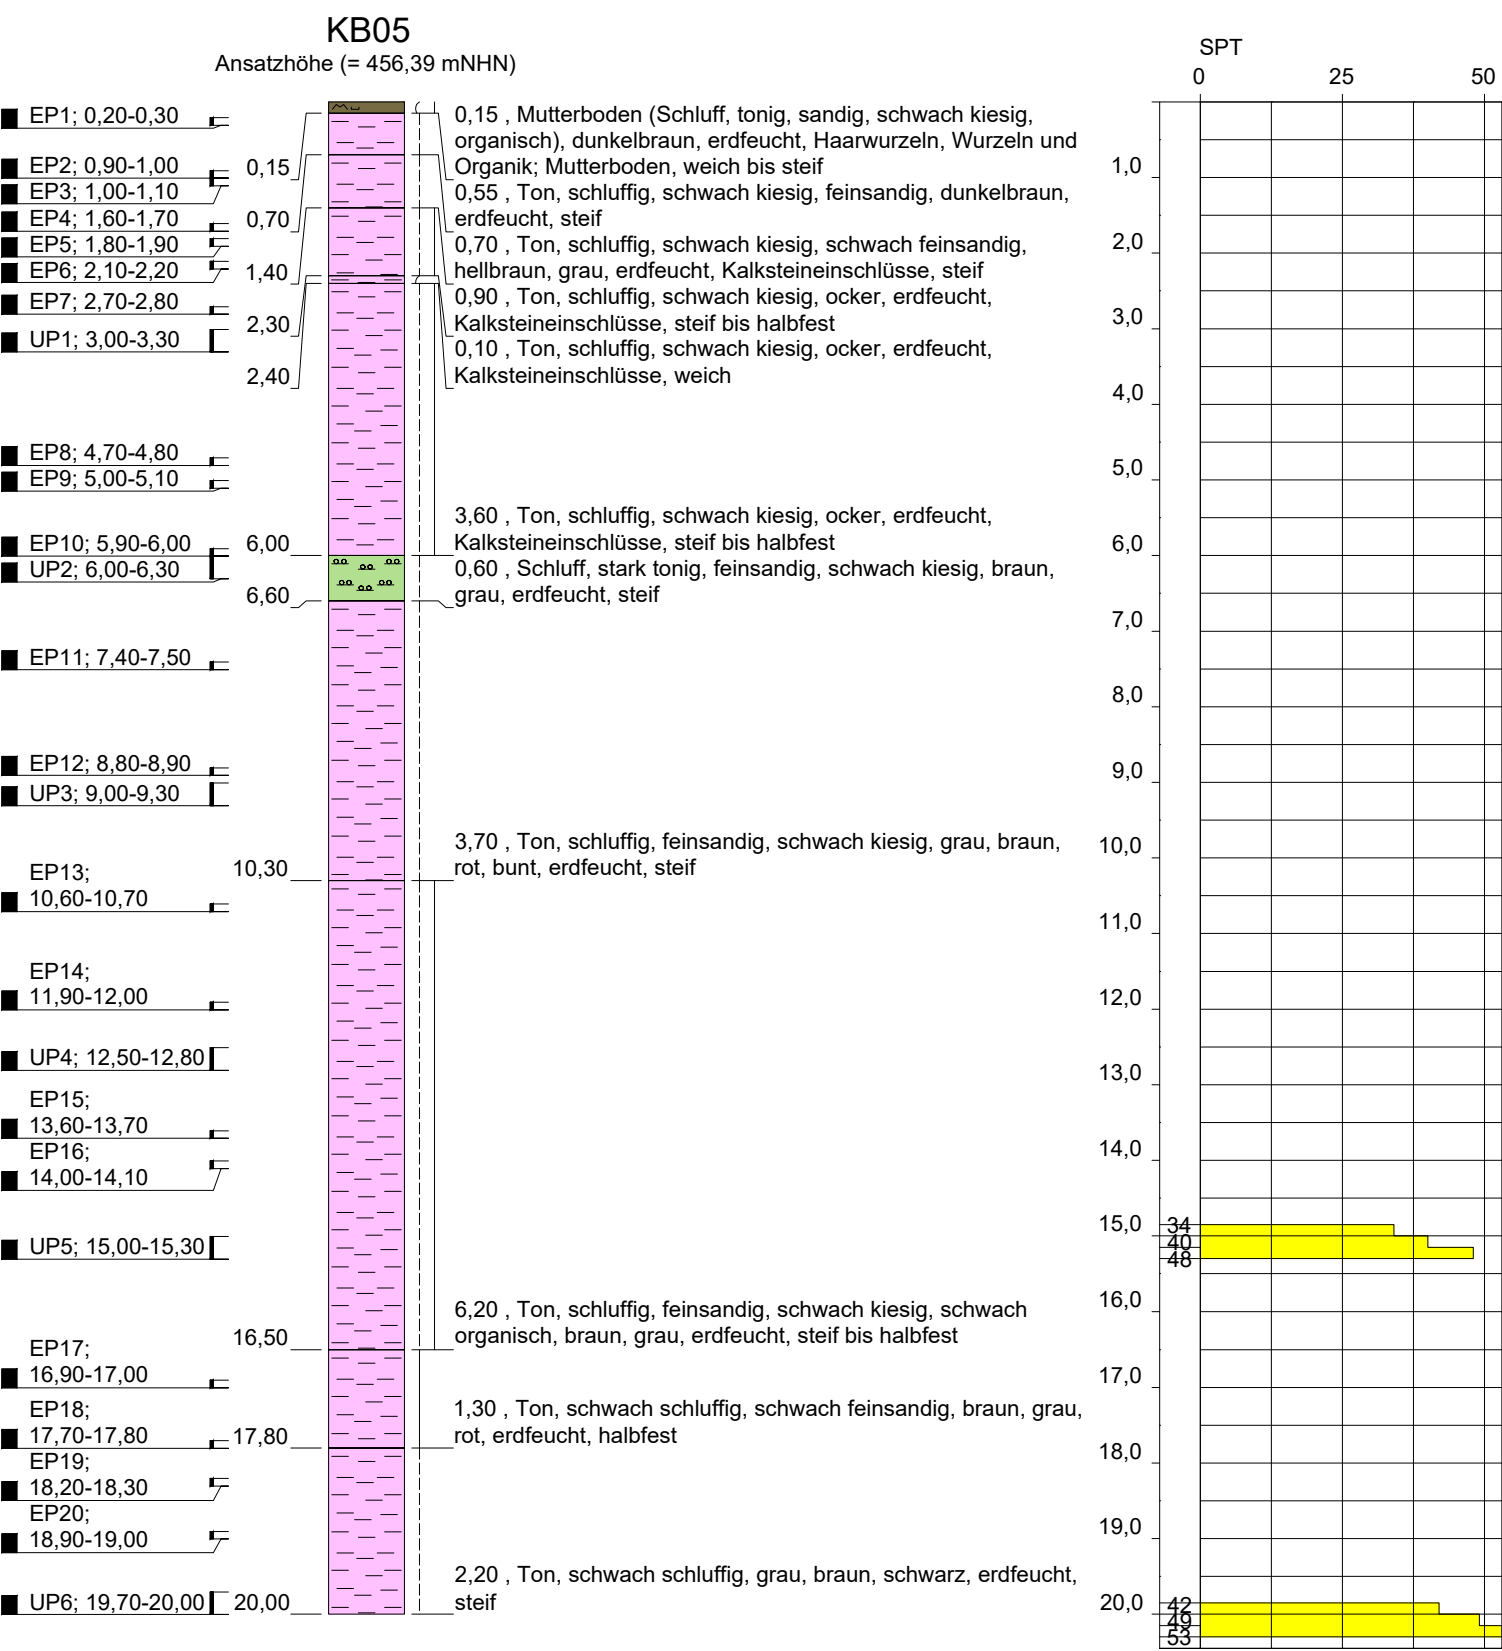 KB05
Ansatzhöhe (= 456,39 mNHN)
EP1; 0,20-0,30
EP2; 0,90-1,00
EP3; 1,00-1,10
EP4; 1,60-1,70
EP5; 1,80-1,90
EP6; 2,10-2,20
EP7; 2,70-2,80
UP1; 3,00-3,30
EP8; 4,70-4,80
EP9; 5,00-5,10
EP10; 5,90-6,00
UP2; 6,00-6,30
EP11; 7,40-7,50
EP12; 8,80-8,90
UP3; 9,00-9,30
EP13;
10,60-10,70
EP14;
11,90-12,00
UP4; 12,50-12,80
EP15;
13,60-13,70
EP16;
14,00-14,10
UP5; 15,00-15,30
EP17;
16,90-17,00
EP18;
17,70-17,80
EP19;
18,20-18,30
EP20;
18,90-19,00
UP6; 19,70-20,00
0,15
0,70
1,40
2,30
2,40
6,00
6,60
10,30
16,50
17,80
20,00
0,15 , Mutterboden (Schluff, tonig, sandig, schwach kiesig,
organisch), dunkelbraun, erdfeucht, Haarwurzeln, Wurzeln und
Organik; Mutterboden, weich bis steif
0,55 , Ton, schluffig, schwach kiesig, feinsandig, dunkelbraun,
erdfeucht, steif
0,70 , Ton, schluffig, schwach kiesig, schwach feinsandig,
hellbraun, grau, erdfeucht, Kalksteineinschlüsse, steif
0,90 , Ton, schluffig, schwach kiesig, ocker, erdfeucht,
Kalksteineinschlüsse, steif bis halbfest
0,10 , Ton, schluffig, schwach kiesig, ocker, erdfeucht,
Kalksteineinschlüsse, weich
3,60 , Ton, schluffig, schwach kiesig, ocker, erdfeucht,
Kalksteineinschlüsse, steif bis halbfest
0,60 , Schluff, stark tonig, feinsandig, schwach kiesig, braun,
grau, erdfeucht, steif
3,70 , Ton, schluffig, feinsandig, schwach kiesig, grau, braun,
rot, bunt, erdfeucht, steif
6,20 , Ton, schluffig, feinsandig, schwach kiesig, schwach
organisch, braun, grau, erdfeucht, steif bis halbfest
1,30 , Ton, schwach schluffig, schwach feinsandig, braun, grau,
rot, erdfeucht, halbfest
2,20 , Ton, schwach schluffig, grau, braun, schwarz, erdfeucht,
steif
SPT
0 25 50
1,0
2,0
3,0
4,0
5,0
6,0
7,0
8,0
9,0
10,0
11,0
12,0
13,0
14,0
15,0
34
40
48
16,0
17,0
18,0
19,0
20,0
42
49
53